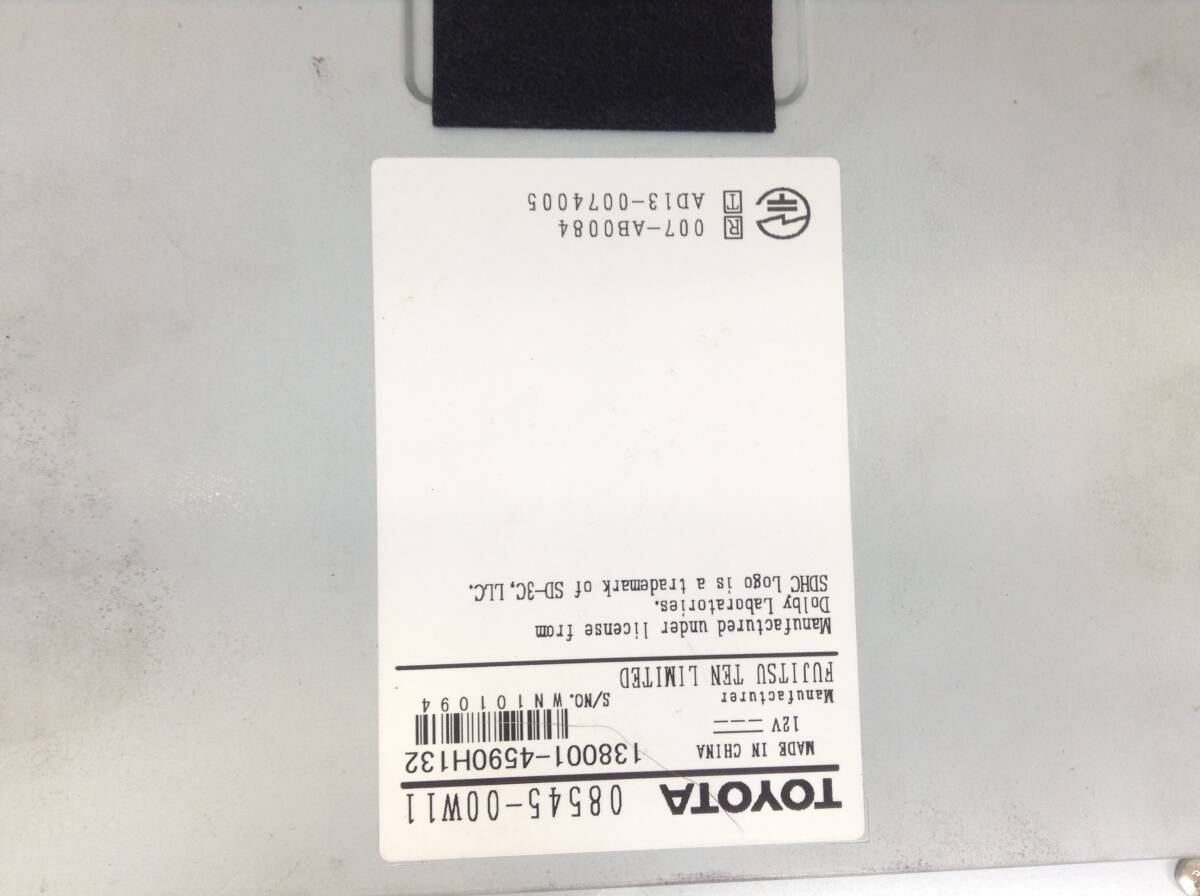 TOYOTA 08545-00W11
MADE IN CHINA 138001-4590H132
12V
Manufacturer S/NO. WN101094
FUJITSU TEN LIMITED
Manufactured under license from
Dolby Laboratories.
SDHC Logo is a trademark of SD-3C, LLC.
R 007-AB0084
T AD13-0074005